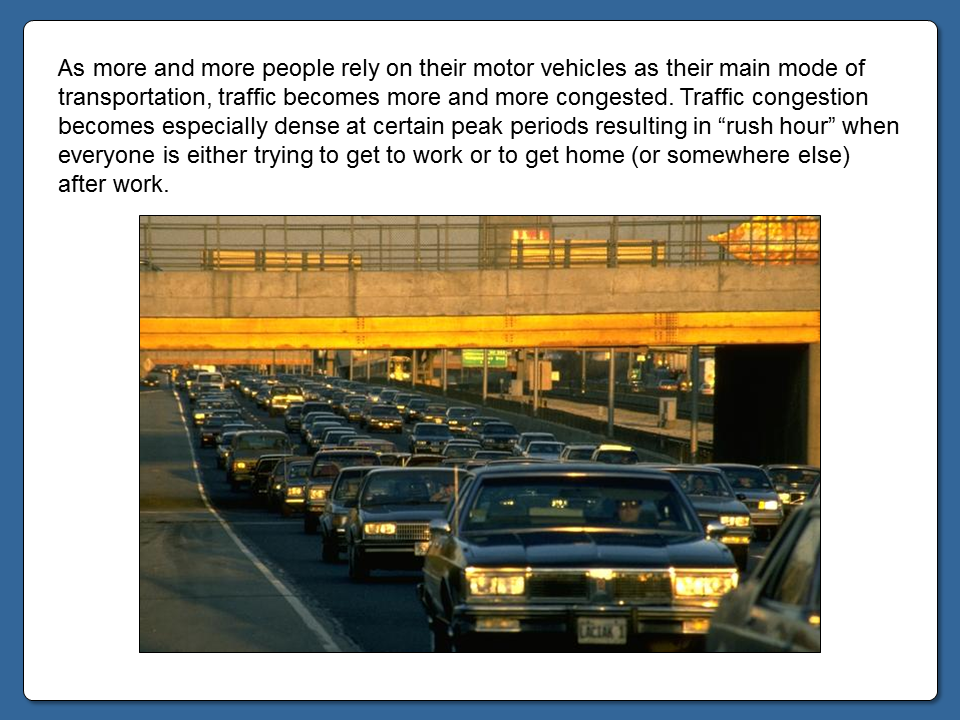 As more and more people rely on their motor vehicles as their main mode of
transportation, traffic becomes more and more congested. Traffic congestion
becomes especially dense at certain peak periods resulting in “rush hour” when
everyone is either trying to get to work or to get home (or somewhere else)
after work.